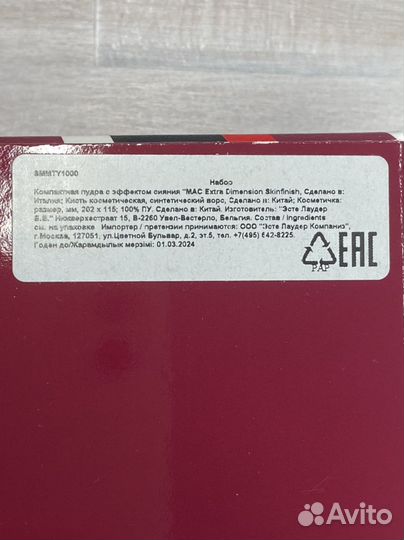 SMMTY1000
Набор
Компактная пудра с эффектом сияния "MAC Extra Dimension Skinfinish, Сделано в:
Италия; Кисть косметическая, синтетический ворс, Сделано в: Китай; Косметичка:
размер, мм, 202 x 115; 100% ПУ. Сделано в: Китай. Изготовитель: "Эсте Лаудер
Б.В." Нижверхестраат 15, В-2260 Увел-Вестерло, Бельгия. Состав / Ingredients
см. на упаковке Импортер / претензии принимаются: ООО "Эсте Лаудер Компаниз",
г.Москва, 127051, ул.Цветной Бульвар, д.2, эт.5, тел. +7(495) 642-8225.
Годен до/Жарамдылық мерзімі: 01.03.2024
PAP
EAC
Avito